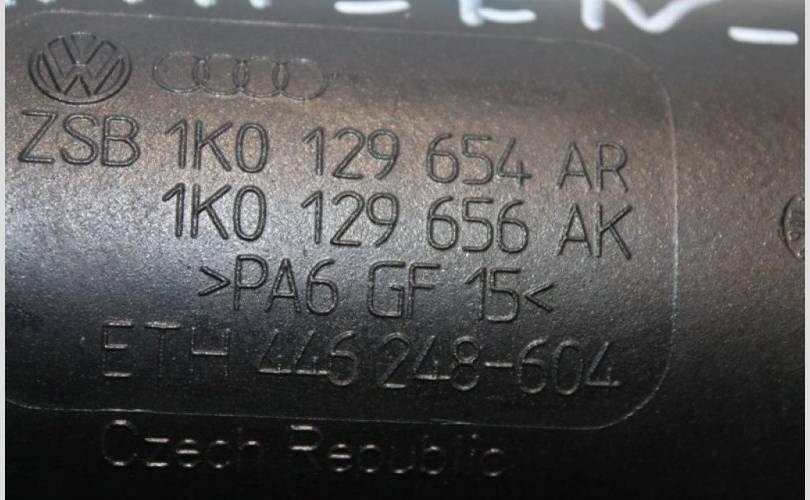 ZSB 1K0 129 654 AR
1K0 129 656 AK
>PA6 GF 15<
ETH 446 248-604
Czech Republic